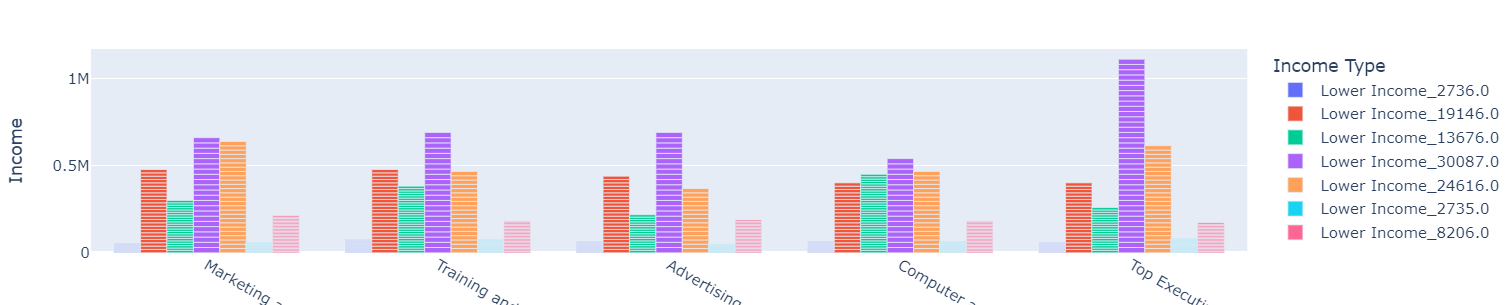 Income
1M
0.5M
0
Marketing
Training and
Advertising
Computer
Top
Income Type
Lower Income_2736.0
Lower Income_19146.0
Lower Income_13676.0
Lower Income_30087.0
Lower Income_24616.0
Lower Income_2735.0
Lower Income_8206.0